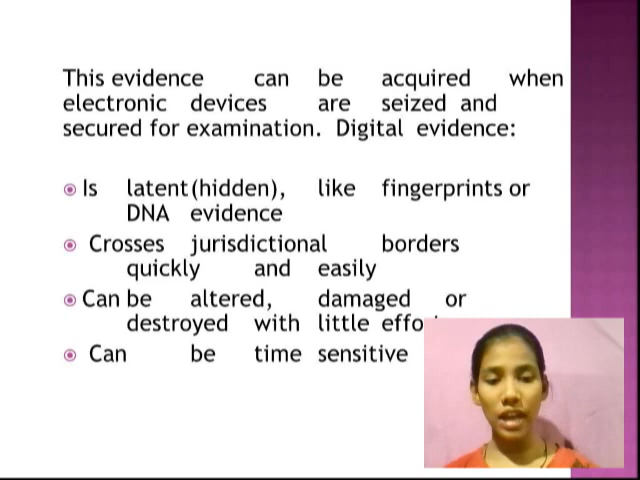 This evidence can be acquired when
electronic devices are seized and
secured for examination. Digital evidence:
Is latent (hidden), like fingerprints or
DNA evidence
Crosses jurisdictional borders
quickly and easily
Can be altered, damaged or
destroyed with little
Can be time sensitive